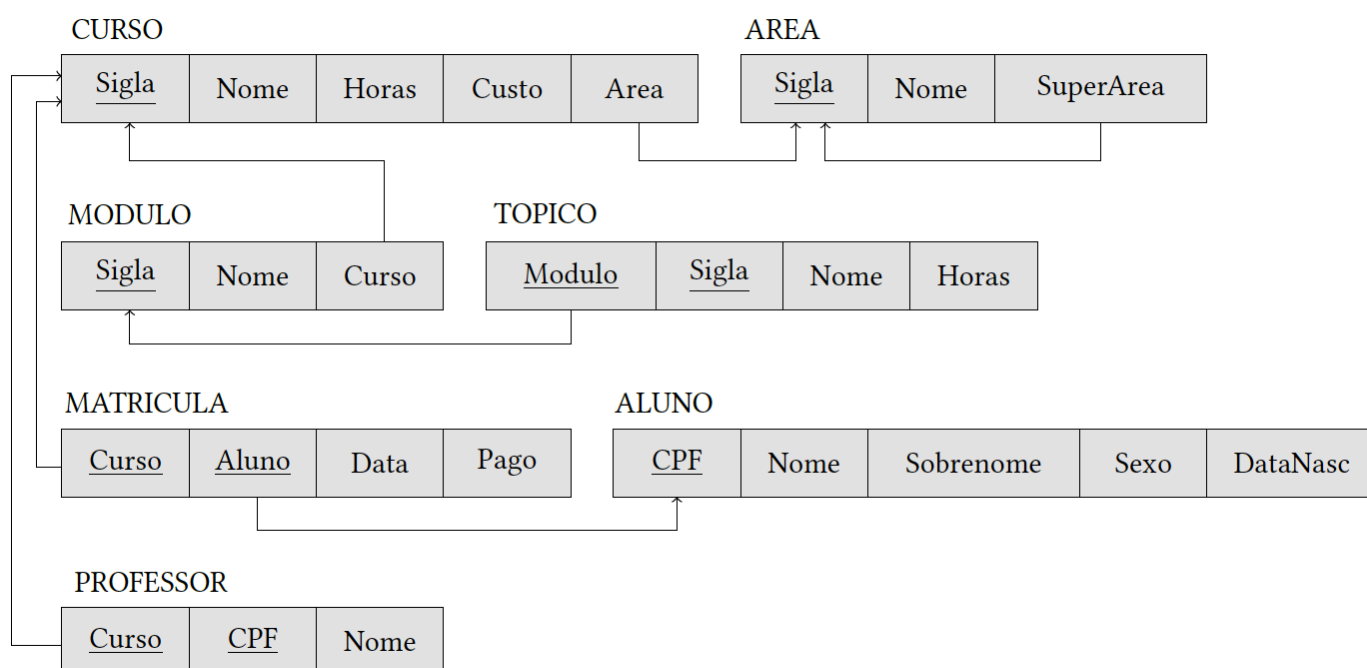 CURSO AREA
Sigla Nome Horas Custo Area Sigla Nome SuperArea
MODULO TOPICO
Sigla Nome Curso Modulo Sigla Nome Horas
MATRICULA ALUNO
Curso Aluno Data Pago CPF Nome Sobrenome Sexo DataNasc
PROFESSOR
Curso CPF Nome